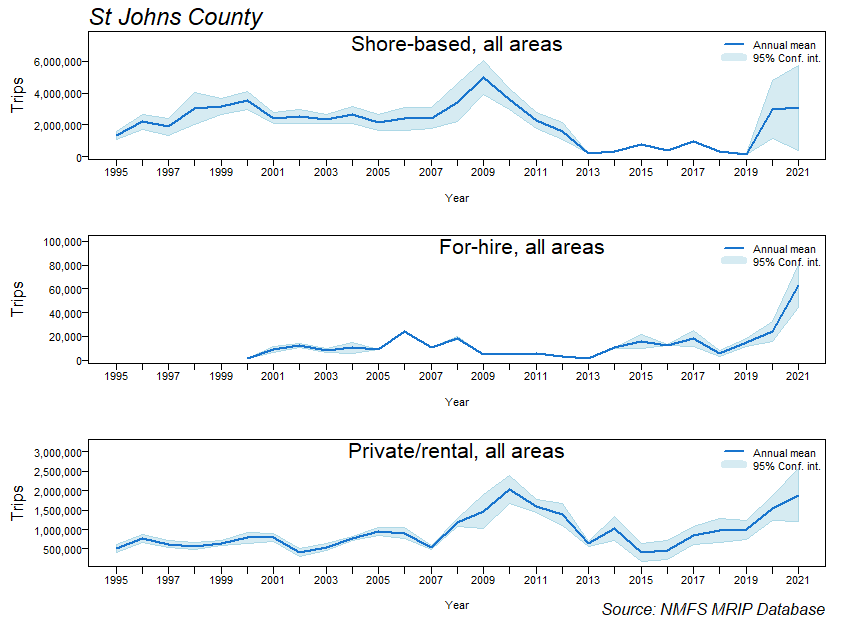 St Johns County
Shore-based, all areas
Annual mean
95% Conf. int.
Trips
6,000,000
4,000,000
2,000,000
0
1995 1997 1999 2001 2003 2005 2007 2009 2011 2013 2015 2017 2019 2021
Year
For-hire, all areas
Annual mean
95% Conf. int.
Trips
100,000
80,000
60,000
40,000
20,000
0
1995 1997 1999 2001 2003 2005 2007 2009 2011 2013 2015 2017 2019 2021
Year
Private/rental, all areas
Annual mean
95% Conf. int.
Trips
3,000,000
2,500,000
2,000,000
1,500,000
1,000,000
500,000
1995 1997 1999 2001 2003 2005 2007 2009 2011 2013 2015 2017 2019 2021
Year
Source: NMFS MRIP Database